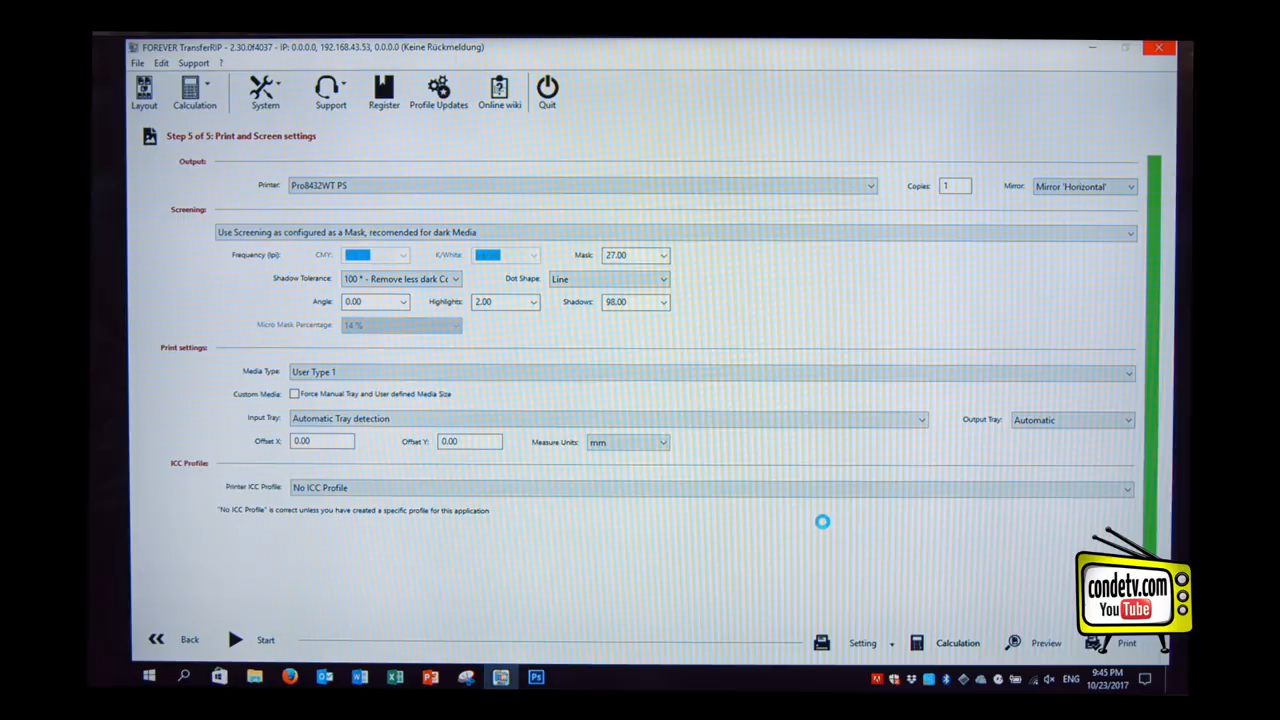 FOREVER TransferRIP - 2.30.0f4037 - IP: 0.0.0.0, 192.168.43.53, 0.0.0.0 (Keine Rückmeldung)
File Edit Support ?
Layout Calculation System Support Register Profile Updates Online wiki Quit
Step 5 of 5: Print and Screen settings
Output:
Printer: Pro8432WT PS Copies: 1 Mirror: Mirror 'Horizontal'
Screening:
Use Screening as configured as a Mask, recomended for dark Media
Frequency (lpi): CMY: K/White: Mask: 27.00
Shadow Tolerance: 100 * - Remove less dark Cc Dot Shape: Line
Angle: 0.00 Highlights: 2.00 Shadows: 98.00
Micro Mask Percentage: 14 %
Print settings:
Media Type: User Type 1
Custom Media: Force Manual Tray and User defined Media Size
Input Tray: Automatic Tray detection Output Tray: Automatic
Offset X: 0.00 Offset Y: 0.00 Measure Units: mm
ICC Profile:
Printer ICC Profile: No ICC Profile
"No ICC Profile" is correct unless you have created a specific profile for this application
condetv.com
YouTube
Back Start Setting Calculation Preview Print
ENG
9:45 PM
10/23/2017